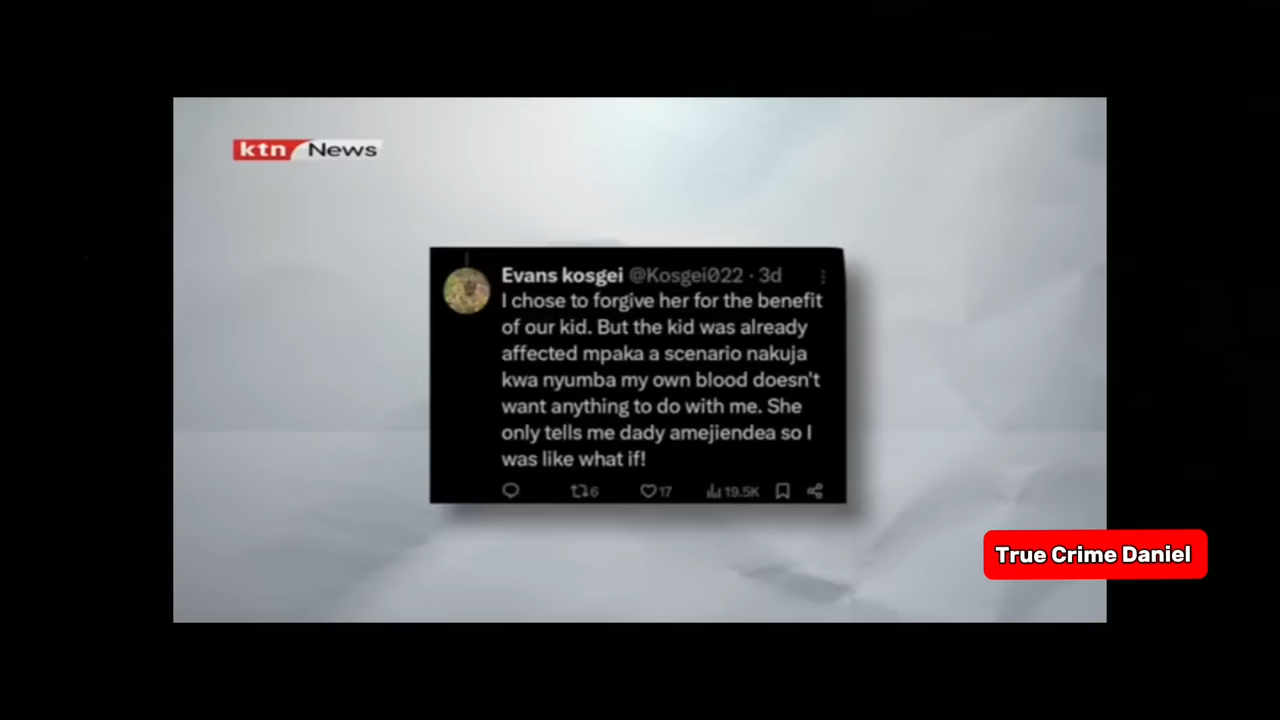 ktn News
Evans kosgei @Kosgei022 · 3d
I chose to forgive her for the benefit
of our kid. But the kid was already
affected mpaka a scenario nakuja
kwa nyumba my own blood doesn't
want anything to do with me. She
only tells me dady amejiendea so I
was like what if!
6 17 19.5K
True Crime Daniel